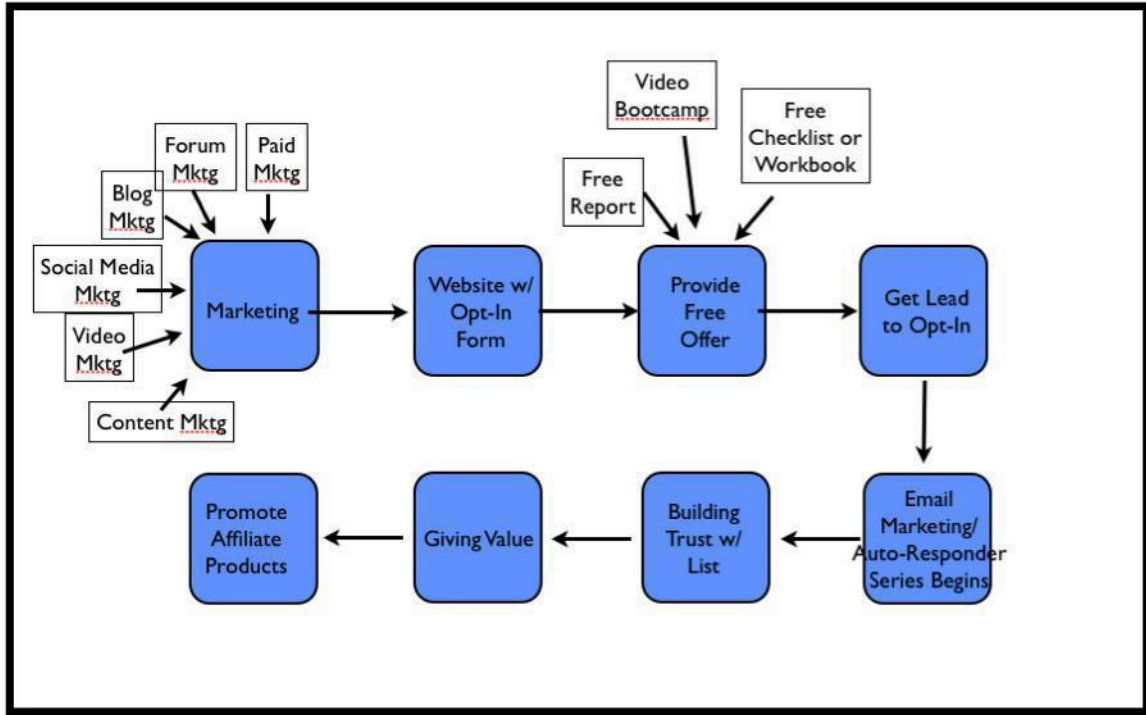 Video
Bootcamp
Free
Checklist or
Workbook
Forum
Mktg
Paid
Mktg
Free
Report
Blog
Mktg
Social Media
Mktg
Video
Mktg
Content Mktg
Marketing
Website w/
Opt-In
Form
Provide
Free
Offer
Get Lead
to Opt-In
Promote
Affiliate
Products
Giving Value
Building
Trust w/
List
Email
Marketing/
Auto-Responder
Series Begins